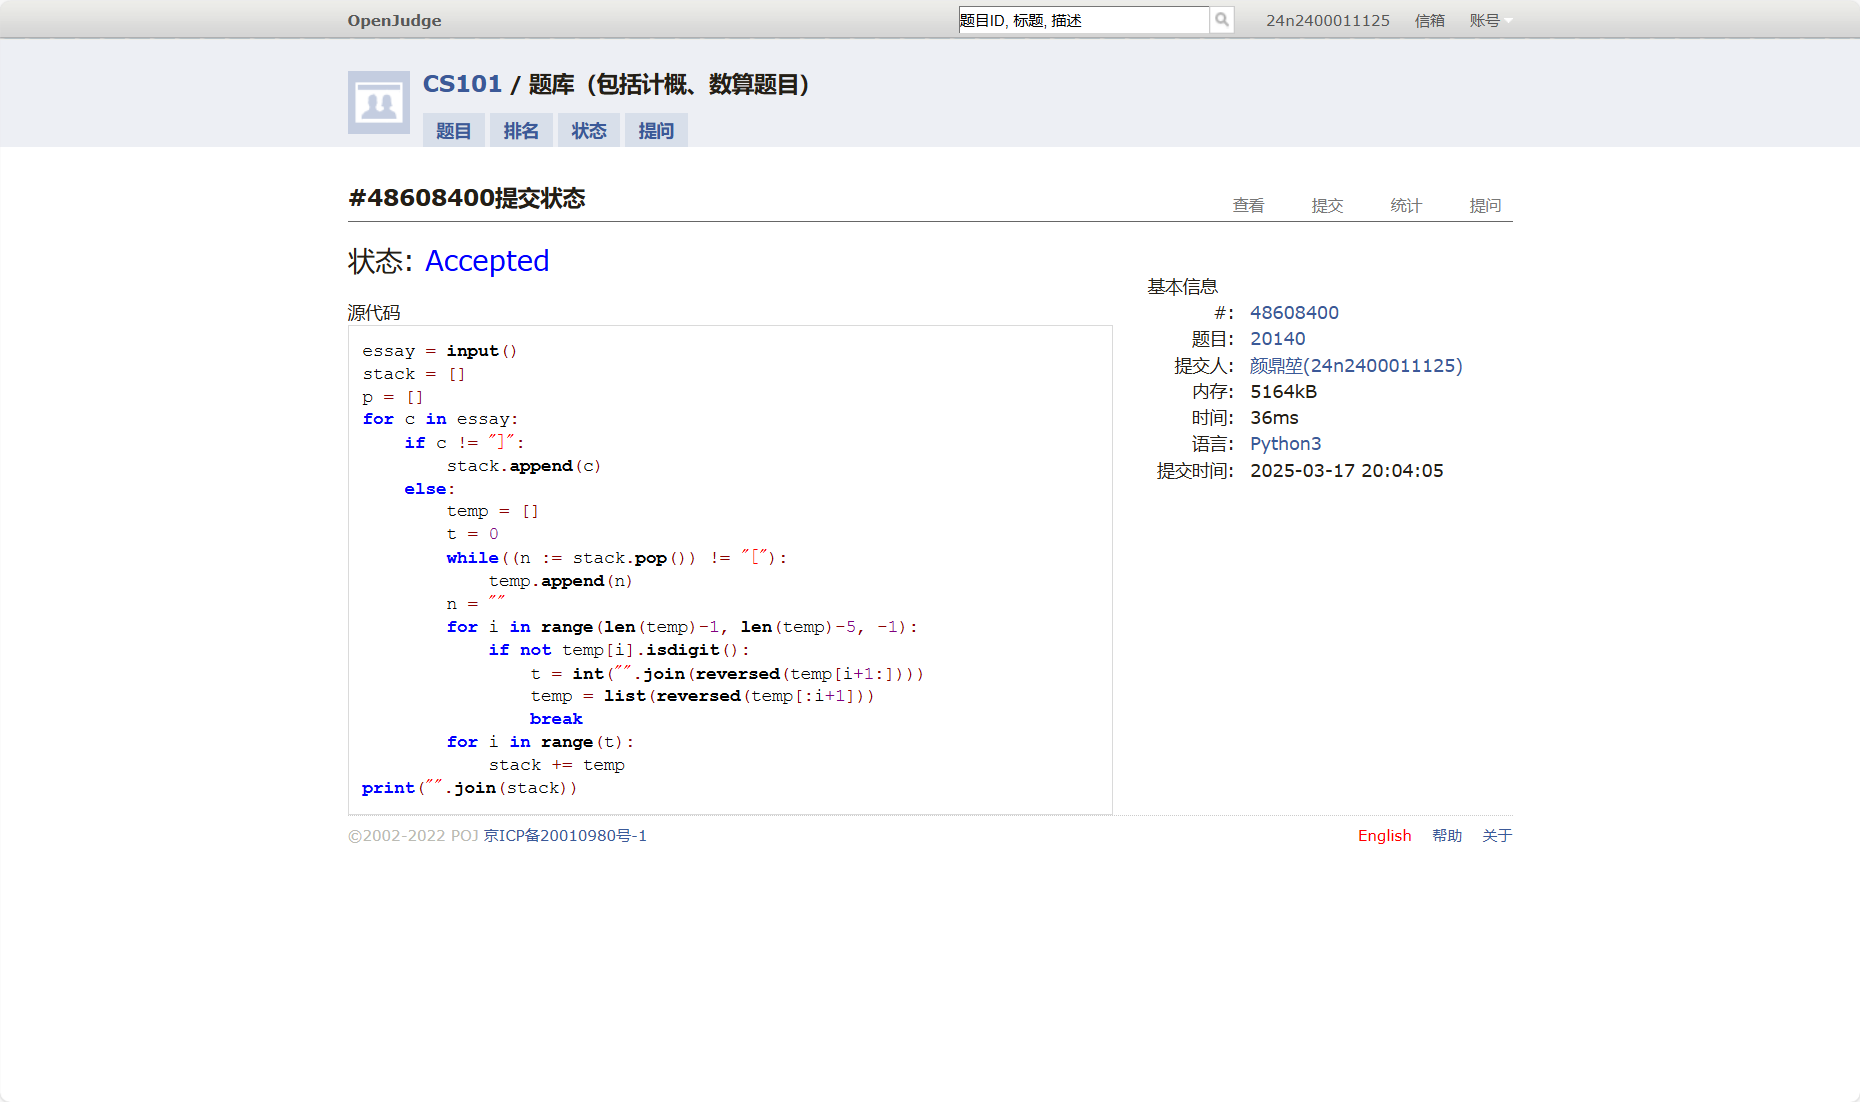 OpenJudge
题目ID, 标题, 描述
24n2400011125 信箱 账号
CS101 / 题库（包括计概、数算题目）
题目 排名 状态 提问
#48608400提交状态
查看 提交 统计 提问
状态: Accepted
源代码
essay = input()
stack = []
p = []
for c in essay:
    if c != "]":
        stack.append(c)
    else:
        temp = []
        t = 0
        while((n := stack.pop()) != "["):
            temp.append(n)
        n = ""
        for i in range(len(temp)-1, len(temp)-5, -1):
            if not temp[i].isdigit():
                t = int("".join(reversed(temp[i+1:])))
                temp = list(reversed(temp[:i+1]))
                break
        for i in range(t):
            stack += temp
print("".join(stack))
基本信息
#: 48608400
题目: 20140
提交人: 颜鼎堃(24n2400011125)
内存: 5164kB
时间: 36ms
语言: Python3
提交时间: 2025-03-17 20:04:05
©2002-2022 POJ 京ICP备20010980号-1
English 帮助 关于